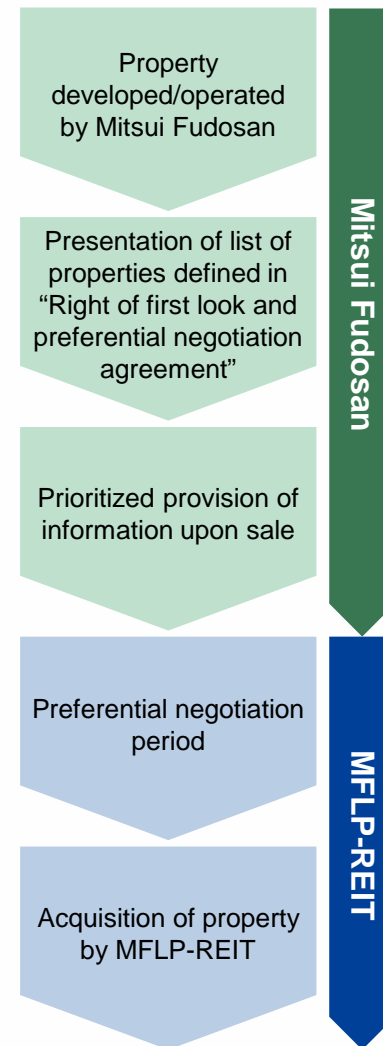 Property
developed/operated
by Mitsui Fudosan
Presentation of list of
properties defined in
“Right of first look and
preferential negotiation
agreement”
Prioritized provision of
information upon sale
Mitsui Fudosan
Preferential negotiation
period
Acquisition of property
by MFLP-REIT
MFLP-REIT